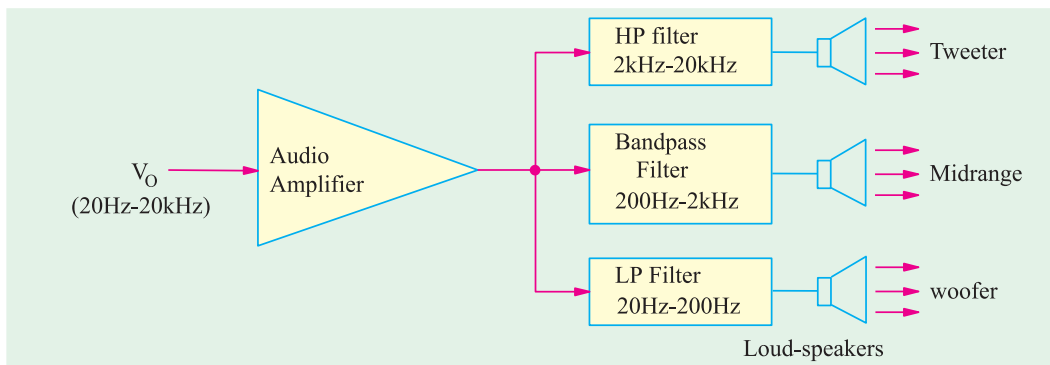 HP filter
2kHz-20kHz
Tweeter
Audio
Amplifier
V_O
(20Hz-20kHz)
Bandpass
Filter
200Hz-2kHz
Midrange
LP Filter
20Hz-200Hz
woofer
Loud-speakers